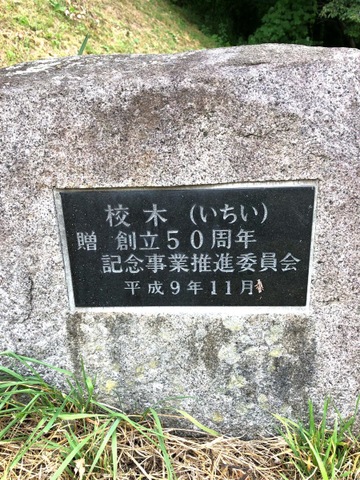 校木 (いちい)
贈 創立50周年
記念事業推進委員会
平成9年11月